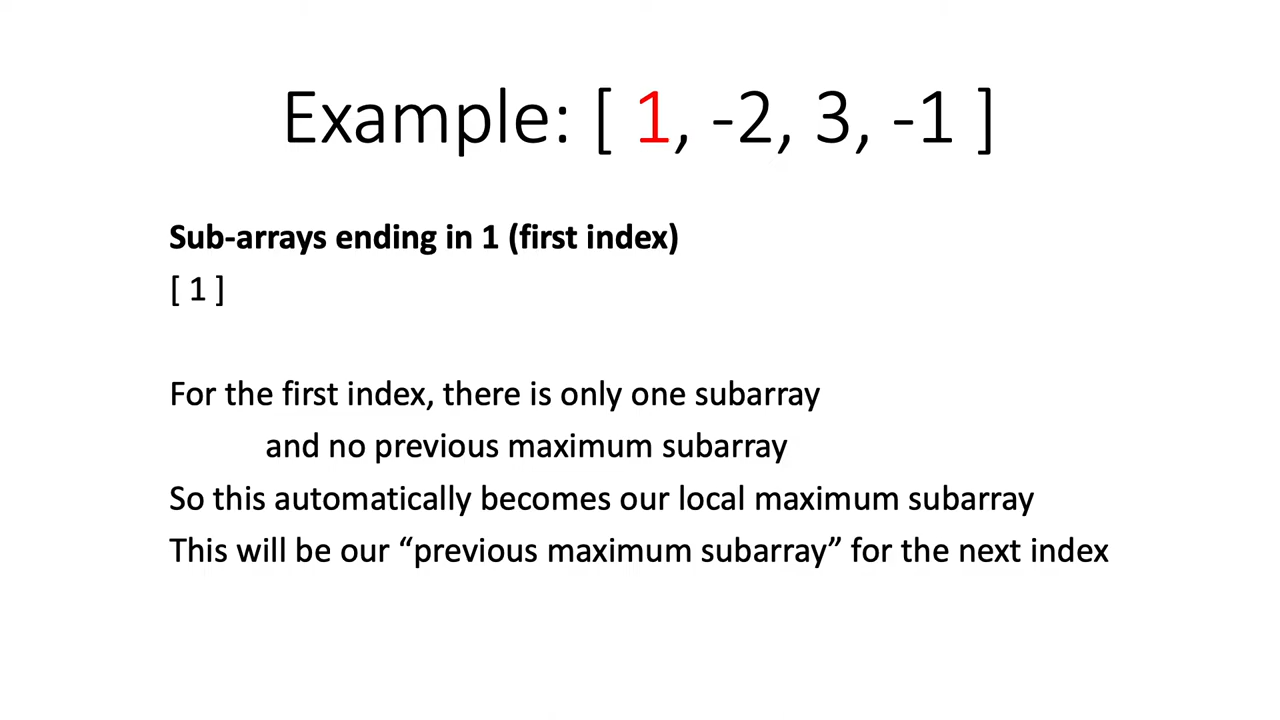 Example: [ 1, -2, 3, -1 ]
Sub-arrays ending in 1 (first index)
[ 1 ]
For the first index, there is only one subarray
and no previous maximum subarray
So this automatically becomes our local maximum subarray
This will be our “previous maximum subarray” for the next index